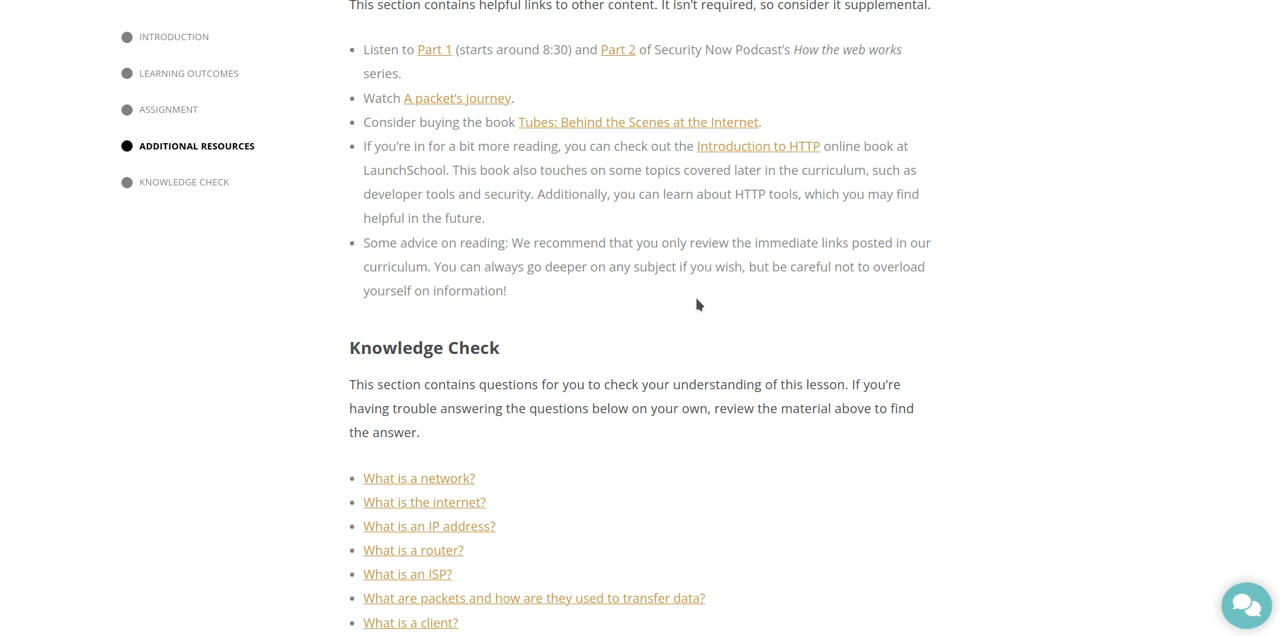 INTRODUCTION
LEARNING OUTCOMES
ASSIGNMENT
ADDITIONAL RESOURCES
KNOWLEDGE CHECK
This section contains helpful links to other content. It isn’t required, so consider it supplemental.
Listen to Part 1 (starts around 8:30) and Part 2 of Security Now Podcast’s How the web works
series.
Watch A packet’s journey.
Consider buying the book Tubes: Behind the Scenes at the Internet.
If you’re in for a bit more reading, you can check out the Introduction to HTTP online book at
LaunchSchool. This book also touches on some topics covered later in the curriculum, such as
developer tools and security. Additionally, you can learn about HTTP tools, which you may find
helpful in the future.
Some advice on reading: We recommend that you only review the immediate links posted in our
curriculum. You can always go deeper on any subject if you wish, but be careful not to overload
yourself on information!
Knowledge Check
This section contains questions for you to check your understanding of this lesson. If you’re
having trouble answering the questions below on your own, review the material above to find
the answer.
What is a network?
What is the internet?
What is an IP address?
What is a router?
What is an ISP?
What are packets and how are they used to transfer data?
What is a client?